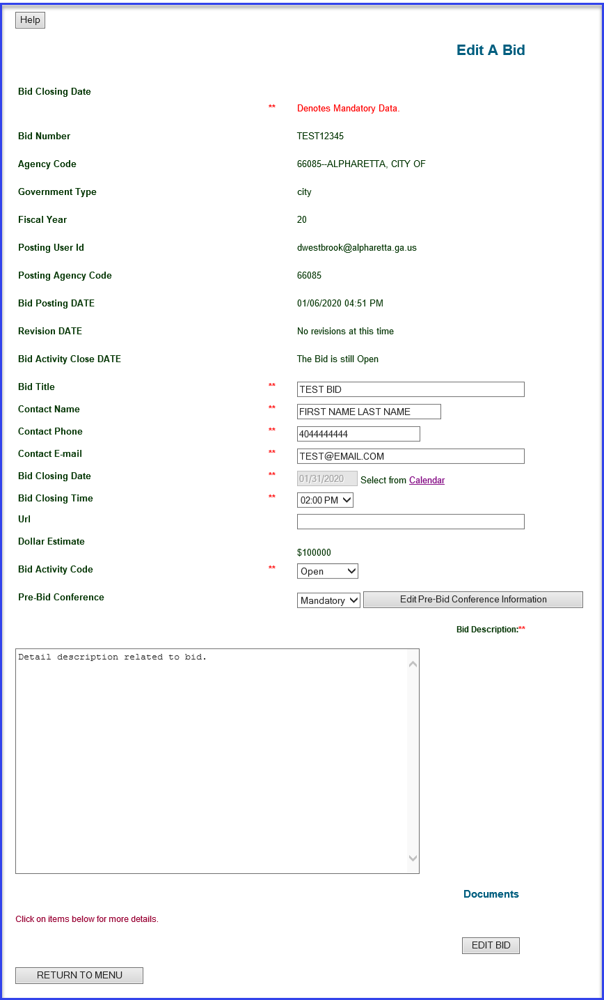 Help
Edit A Bid
Bid Closing Date
** Denotes Mandatory Data.
Bid Number TEST12345
Agency Code 66085--ALPHARETTA, CITY OF
Government Type city
Fiscal Year 20
Posting User Id dwestbrook@alpharetta.ga.us
Posting Agency Code 66085
Bid Posting DATE 01/06/2020 04:51 PM
Revision DATE No revisions at this time
Bid Activity Close DATE The Bid is still Open
Bid Title ** TEST BID
Contact Name ** FIRST NAME LAST NAME
Contact Phone ** 4044444444
Contact E-mail ** TEST@EMAIL.COM
Bid Closing Date ** 01/31/2020 Select from Calendar
Bid Closing Time ** 02:00 PM
Url
Dollar Estimate
$100000
Bid Activity Code ** Open
Pre-Bid Conference Mandatory Edit Pre-Bid Conference Information
Bid Description:**
Detail description related to bid.
Documents
Click on items below for more details.
EDIT BID
RETURN TO MENU